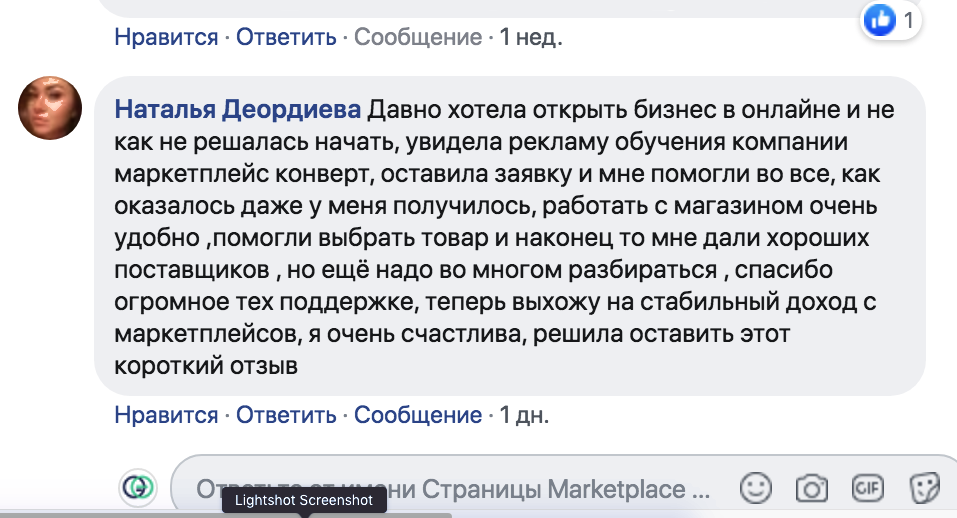 Нравится · Ответить · Сообщение · 1 нед.
1
Наталья Деордиева Давно хотела открыть бизнес в онлайне и не
как не решалась начать, увидела рекламу обучения компании
маркетплейс конверт, оставила заявку и мне помогли во все, как
оказалось даже у меня получилось, работать с магазином очень
удобно ,помогли выбрать товар и наконец то мне дали хороших
поставщиков , но ещё надо во многом разбираться , спасибо
огромное тех поддержке, теперь выхожу на стабильный доход с
маркетплейсов, я очень счастлива, решила оставить этот
короткий отзыв
Нравится · Ответить · Сообщение · 1 дн.
Ответьте от имени Страницы Marketplace ...
GIF
Lightshot Screenshot